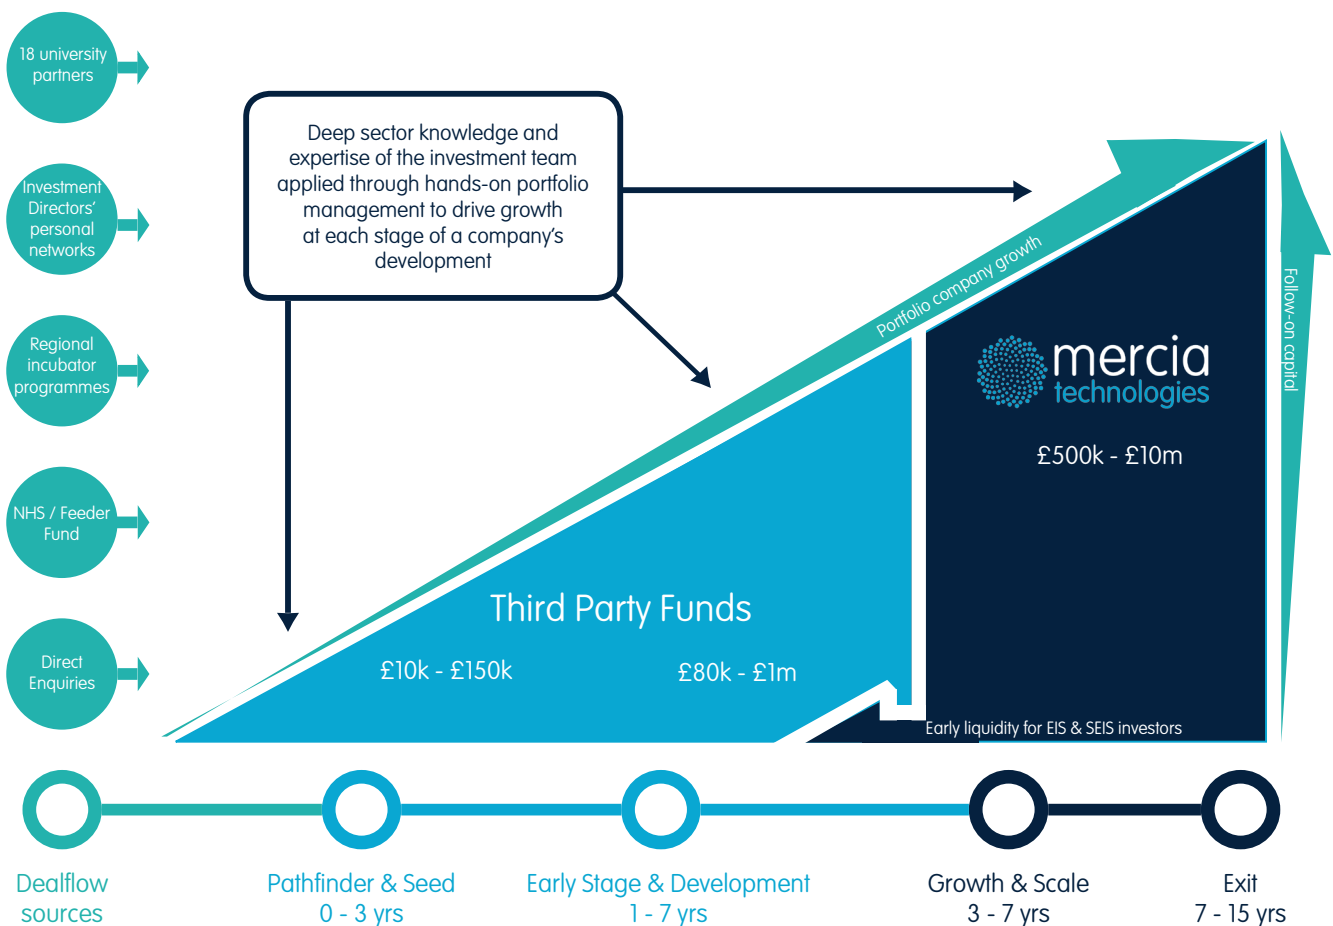 18 university
partners
Investment
Directors’
personal
networks
Regional
incubator
programmes
NHS / Feeder
Fund
Direct
Enquiries
Deep sector knowledge and
expertise of the investment team
applied through hands-on portfolio
management to drive growth
at each stage of a company’s
development
Portfolio company growth
Follow-on capital
mercia
technologies
£500k - £10m
Third Party Funds
£10k - £150k
£80k - £1m
Early liquidity for EIS & SEIS investors
Dealflow
sources
Pathfinder & Seed
0 - 3 yrs
Early Stage & Development
1 - 7 yrs
Growth & Scale
3 - 7 yrs
Exit
7 - 15 yrs